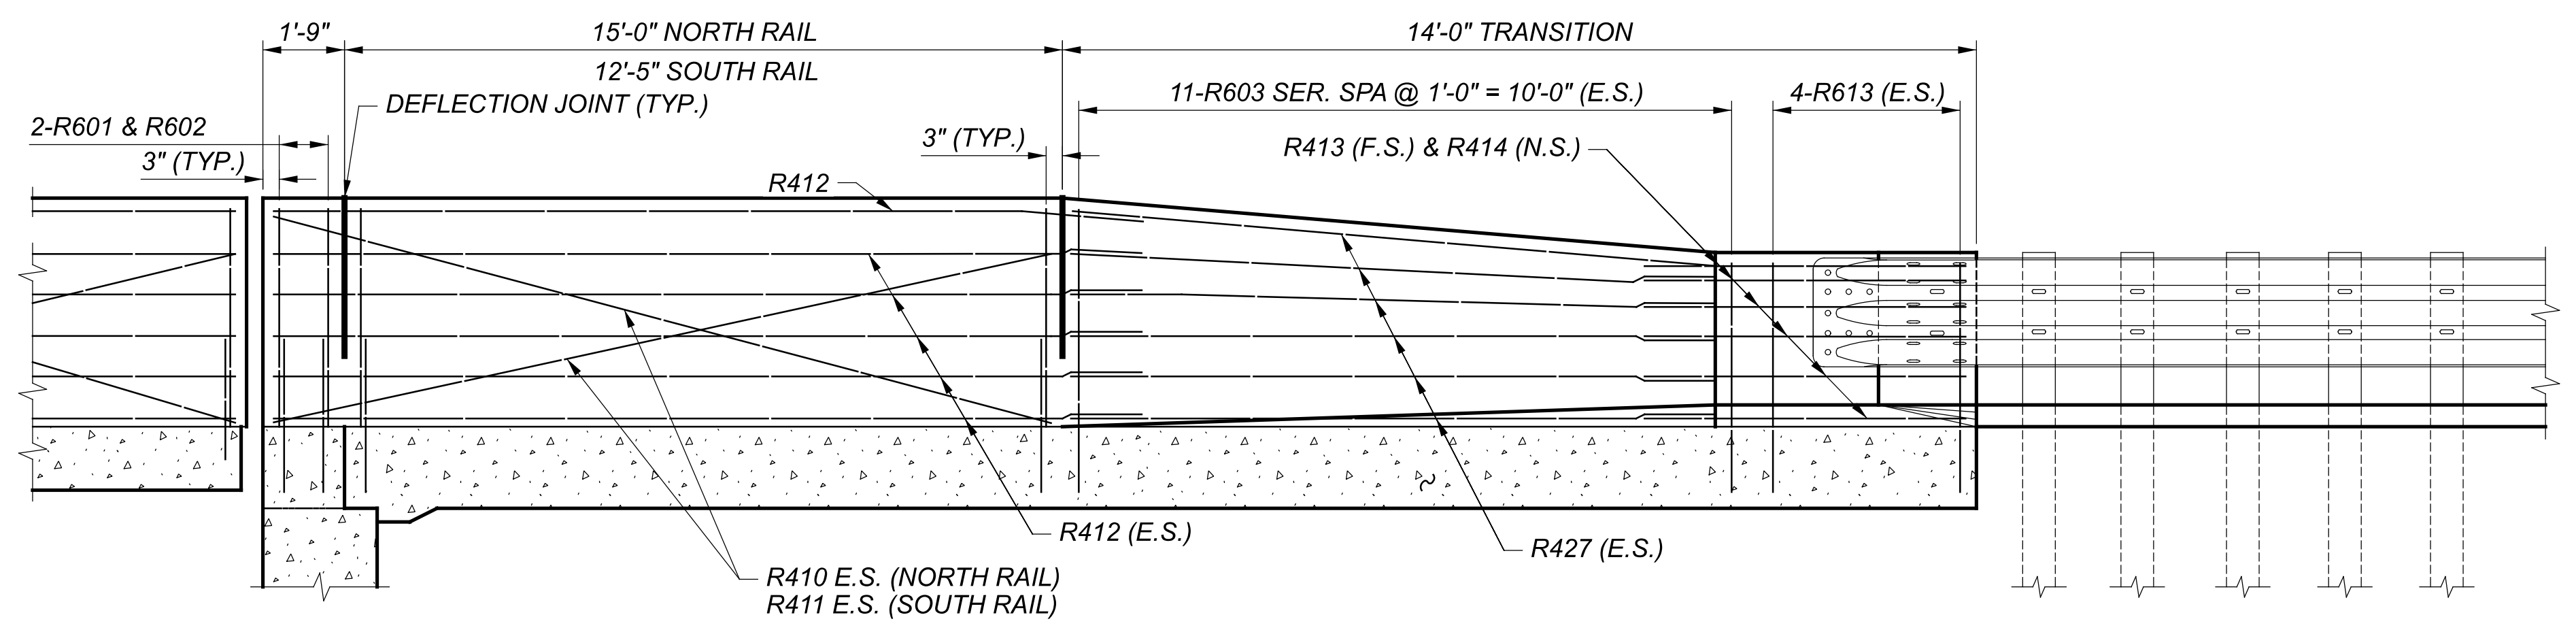 1'-9"
15'-0" NORTH RAIL
12'-5" SOUTH RAIL
14'-0" TRANSITION
DEFLECTION JOINT (TYP.)
11-R603 SER. SPA @ 1'-0" = 10'-0" (E.S.)
4-R613 (E.S.)
2-R601 & R602
3" (TYP.)
3" (TYP.)
R413 (F.S.) & R414 (N.S.)
R412
R412 (E.S.)
R427 (E.S.)
R410 E.S. (NORTH RAIL)
R411 E.S. (SOUTH RAIL)